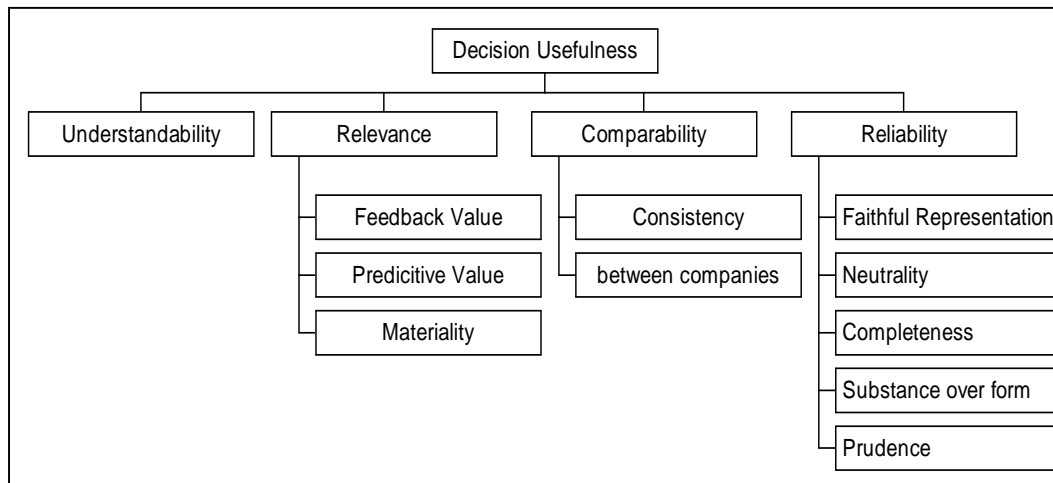 Decision Usefulness
Understandability
Relevance
Comparability
Reliability
Feedback Value
Predicitive Value
Materiality
Consistency
between companies
Faithful Representation
Neutrality
Completeness
Substance over form
Prudence